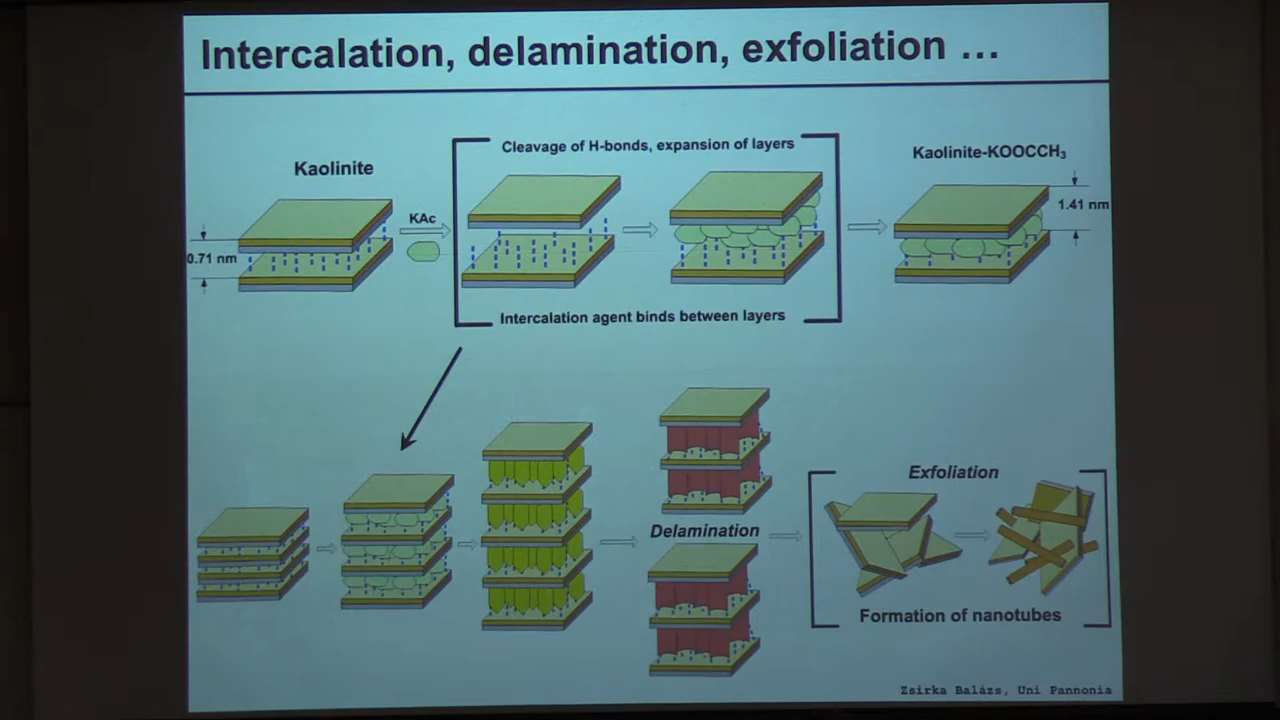 Intercalation, delamination, exfoliation ...
Kaolinite
0.71 nm
KAc
Cleavage of H-bonds, expansion of layers
Intercalation agent binds between layers
Kaolinite-KOOCCH₃
1.41 nm
Delamination
Exfoliation
Formation of nanotubes
Zsirka Balázs, Uni Pannonia